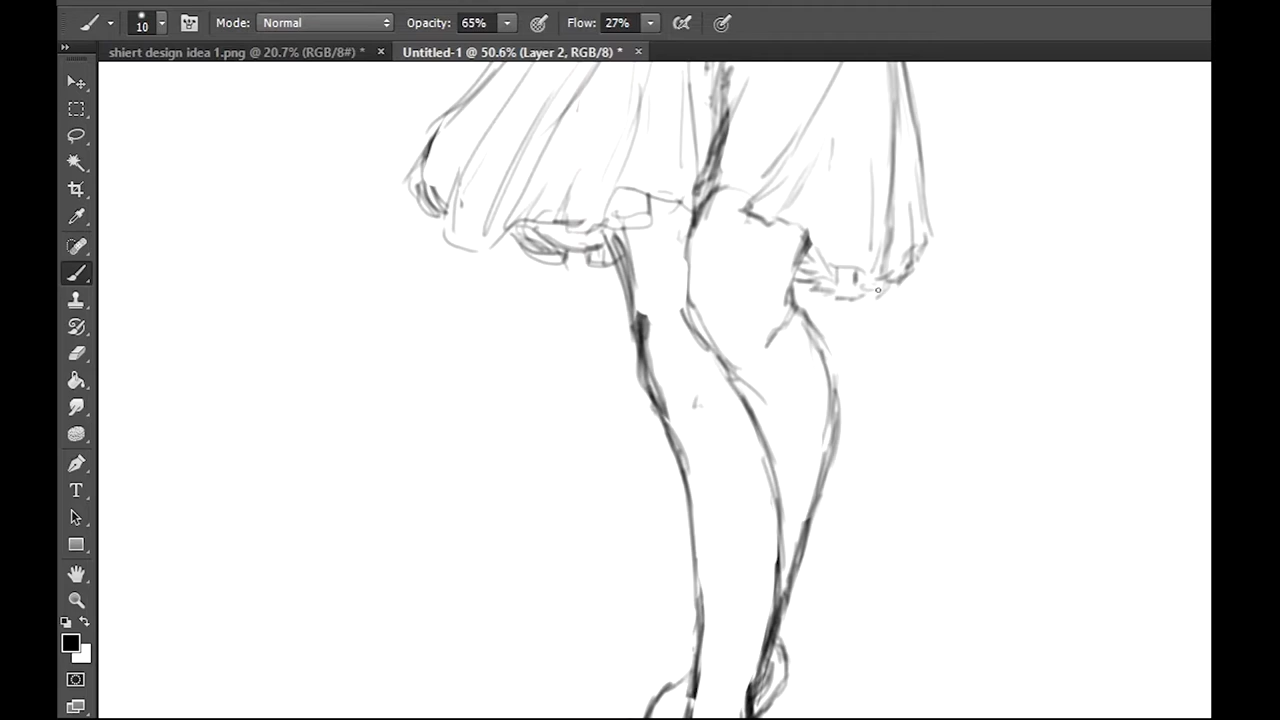 10 Mode: Normal Opacity: 65% Flow: 27%
shiert design idea 1.png @ 20.7% (RGB/8#) * × Untitled-1 @ 50.6% (Layer 2, RGB/8) * ×